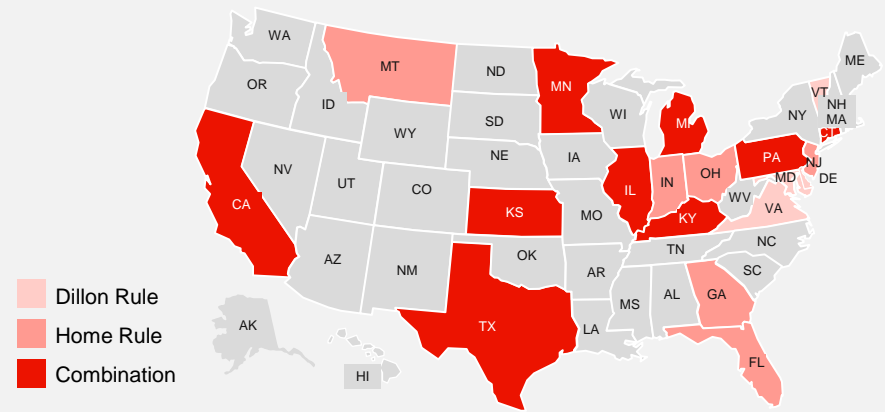 WA
ME
MT
ND
VT
OR
MN
NH
ID
WI
NY
MA
SD
MI
CT
WY
PA
NE
IA
NJ
OH
NV
IN
MD
DE
UT
IL
CO
WV
CA
KS
MO
VA
KY
NC
TN
OK
AZ
NM
AR
SC
MS
AL
GA
Dillon Rule
AK
TX
LA
Home Rule
FL
HI
Combination